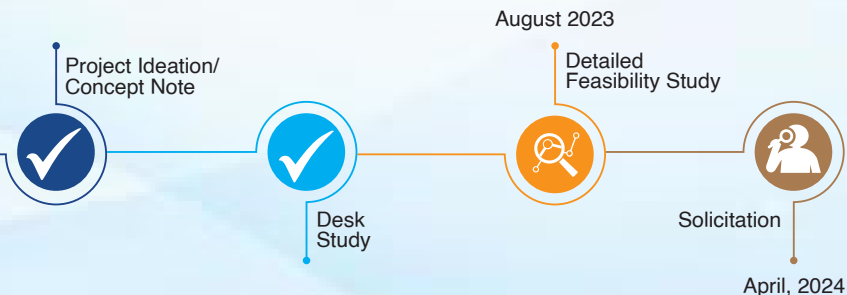 Project Ideation/
Concept Note
Desk
Study
August 2023
Detailed
Feasibility Study
Solicitation
April, 2024